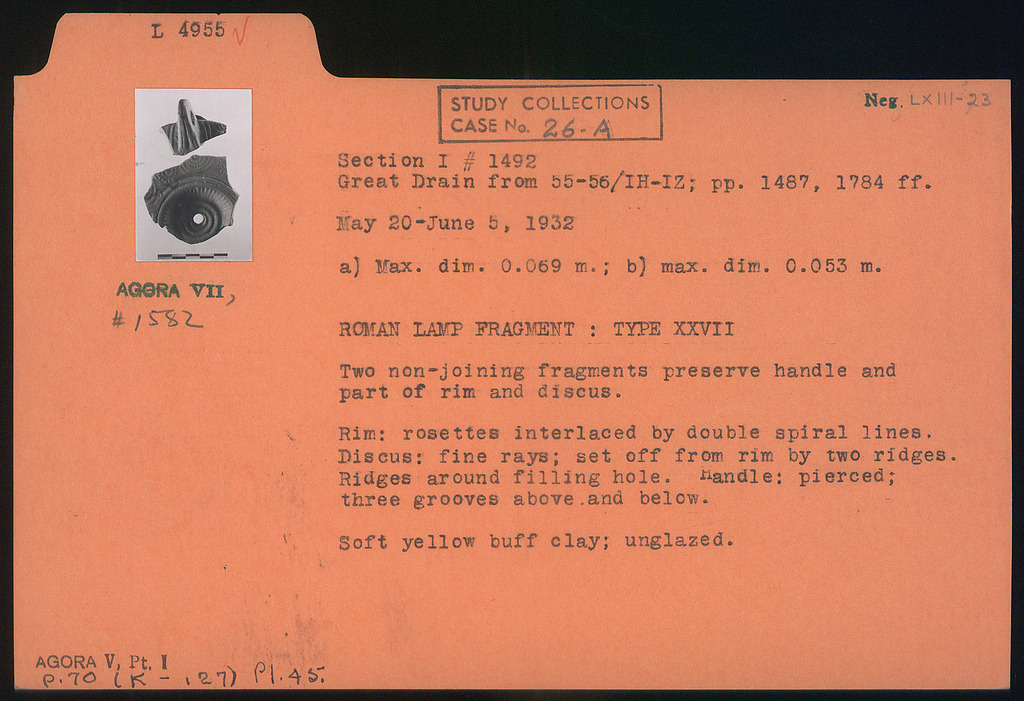 L 4955 ✓
STUDY COLLECTIONS
CASE No. 26-A
Neg. LXIII-23
Section I # 1492
Great Drain from 55-56/IH-IZ; pp. 1487, 1784 ff.
May 20-June 5, 1932
a) Max. dim. 0.069 m.; b) max. dim. 0.053 m.
AGORA VII,
# 1582
ROMAN LAMP FRAGMENT : TYPE XXVII
Two non-joining fragments preserve handle and
part of rim and discus.
Rim: rosettes interlaced by double spiral lines.
Discus: fine rays; set off from rim by two ridges.
Ridges around filling hole. Handle: pierced;
three grooves above.and below.
Soft yellow buff clay; unglazed.
AGORA V, Pt. I
p.70 (K - 127) Pl.45.